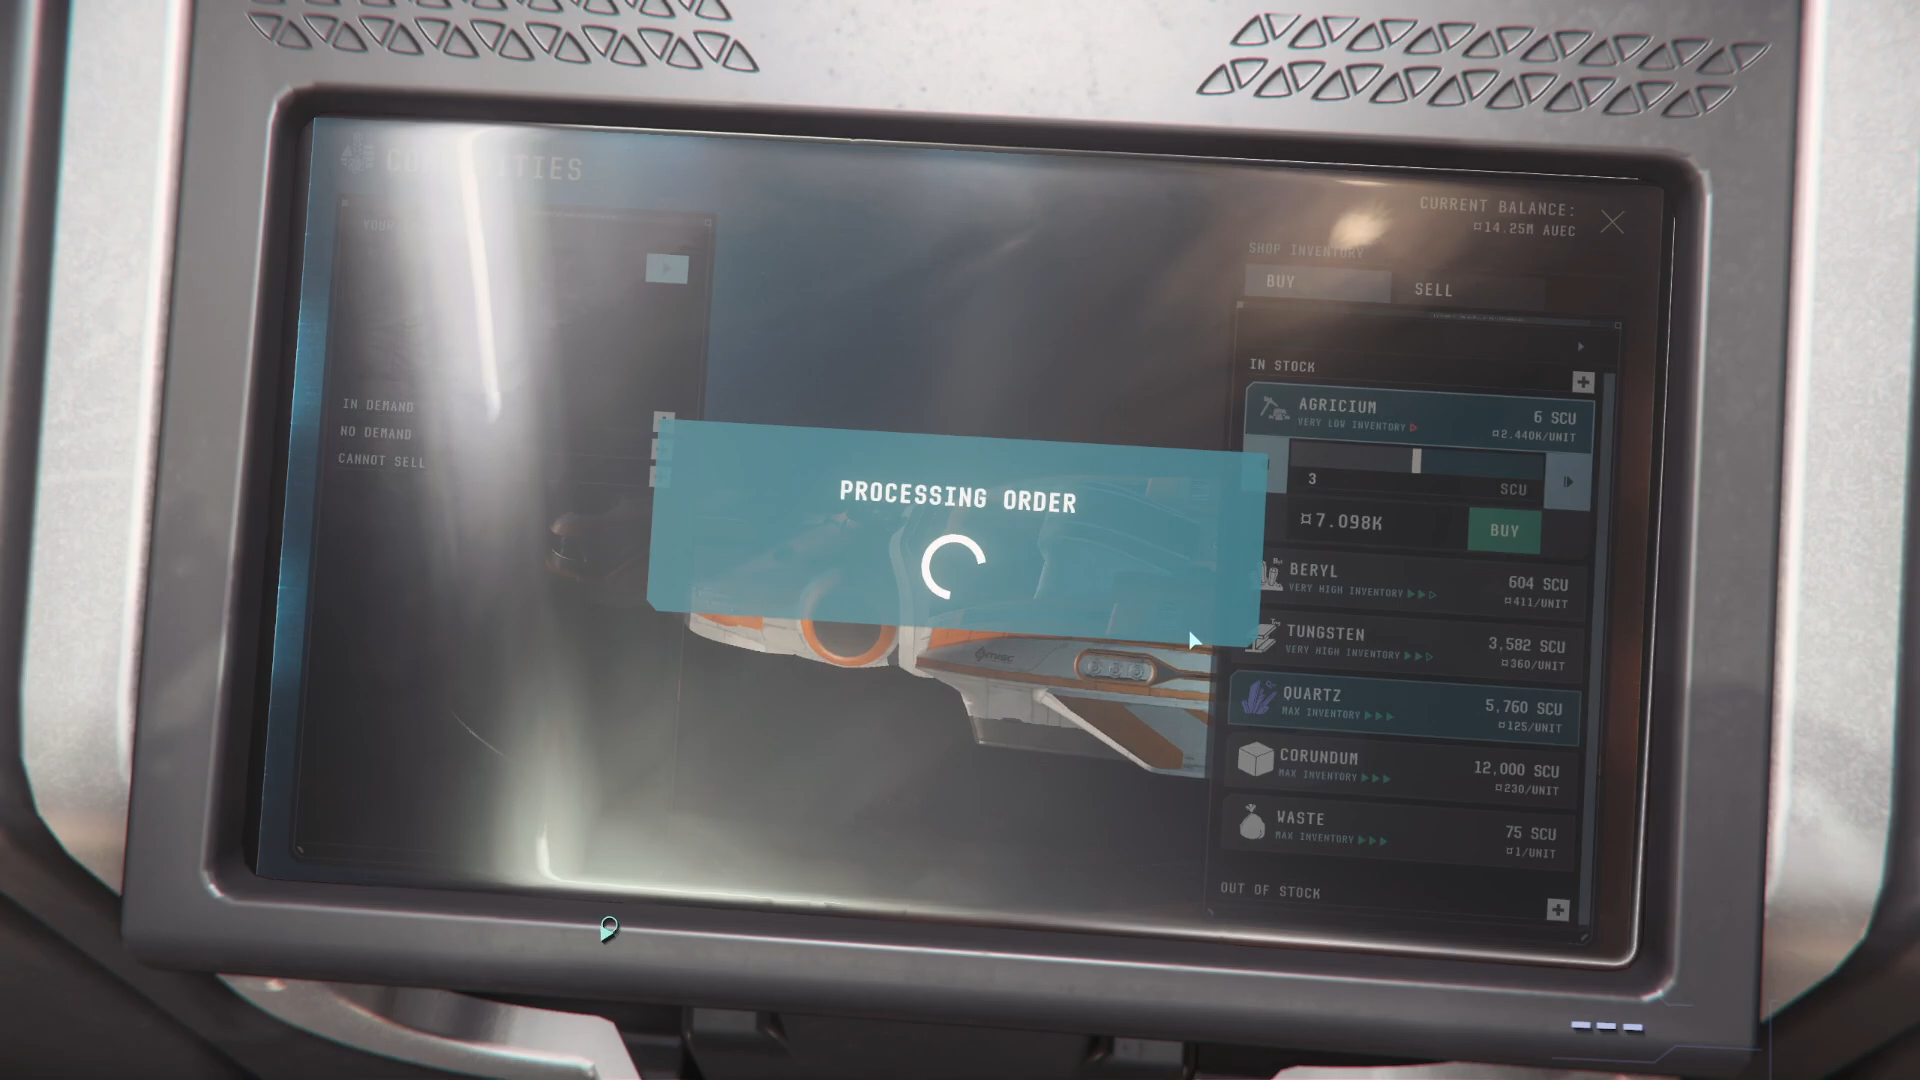 COMMODITIES
CURRENT BALANCE:
¤14.25M AUEC
YOUR
SHOP INVENTORY
BUY
SELL
IN STOCK
AGRICIUM
6 SCU
VERY LOW INVENTORY
¤2.440K/UNIT
IN DEMAND
NO DEMAND
CANNOT SELL
3
SCU
PROCESSING ORDER
¤7.098K
BUY
BERYL
604 SCU
VERY HIGH INVENTORY
¤411/UNIT
TUNGSTEN
3,582 SCU
VERY HIGH INVENTORY
¤360/UNIT
misc
QUARTZ
5,760 SCU
MAX INVENTORY
¤125/UNIT
CORUNDUM
12,000 SCU
MAX INVENTORY
¤230/UNIT
WASTE
75 SCU
MAX INVENTORY
¤1/UNIT
OUT OF STOCK